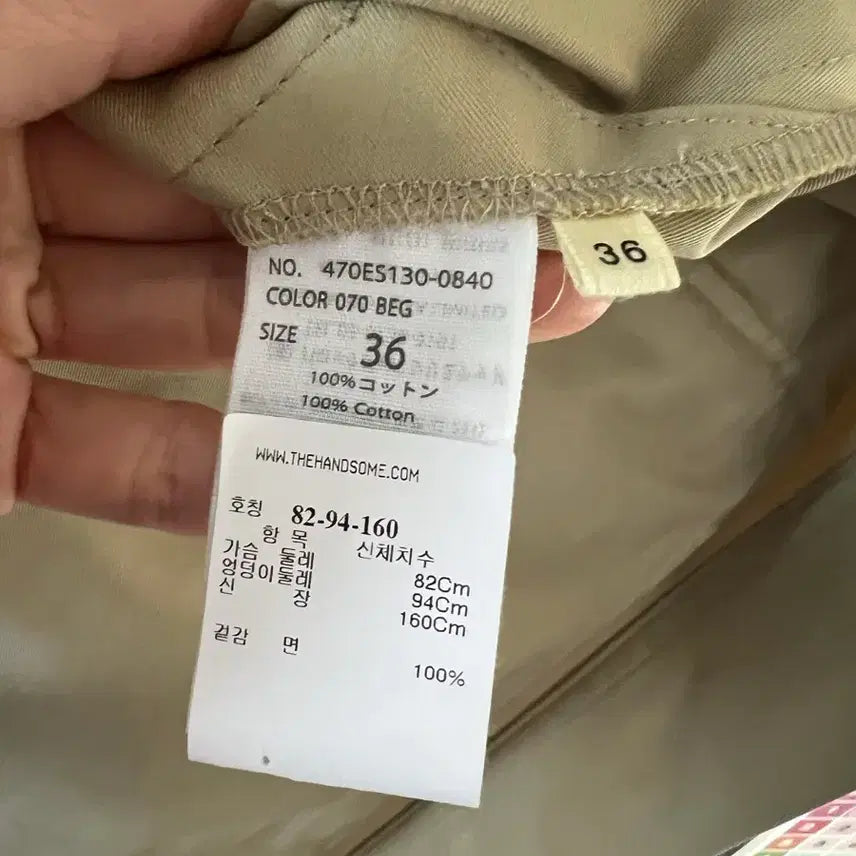 36
NO. 470ES130-0840
COLOR 070 BEG
SIZE 36
100%コットン
100% Cotton
WWW.THEHANDSOME.COM
호칭 82-94-160
항 목 신체치수
가슴 둘레 82Cm
엉덩이둘레 94Cm
신 장 160Cm
겉감 면 100%